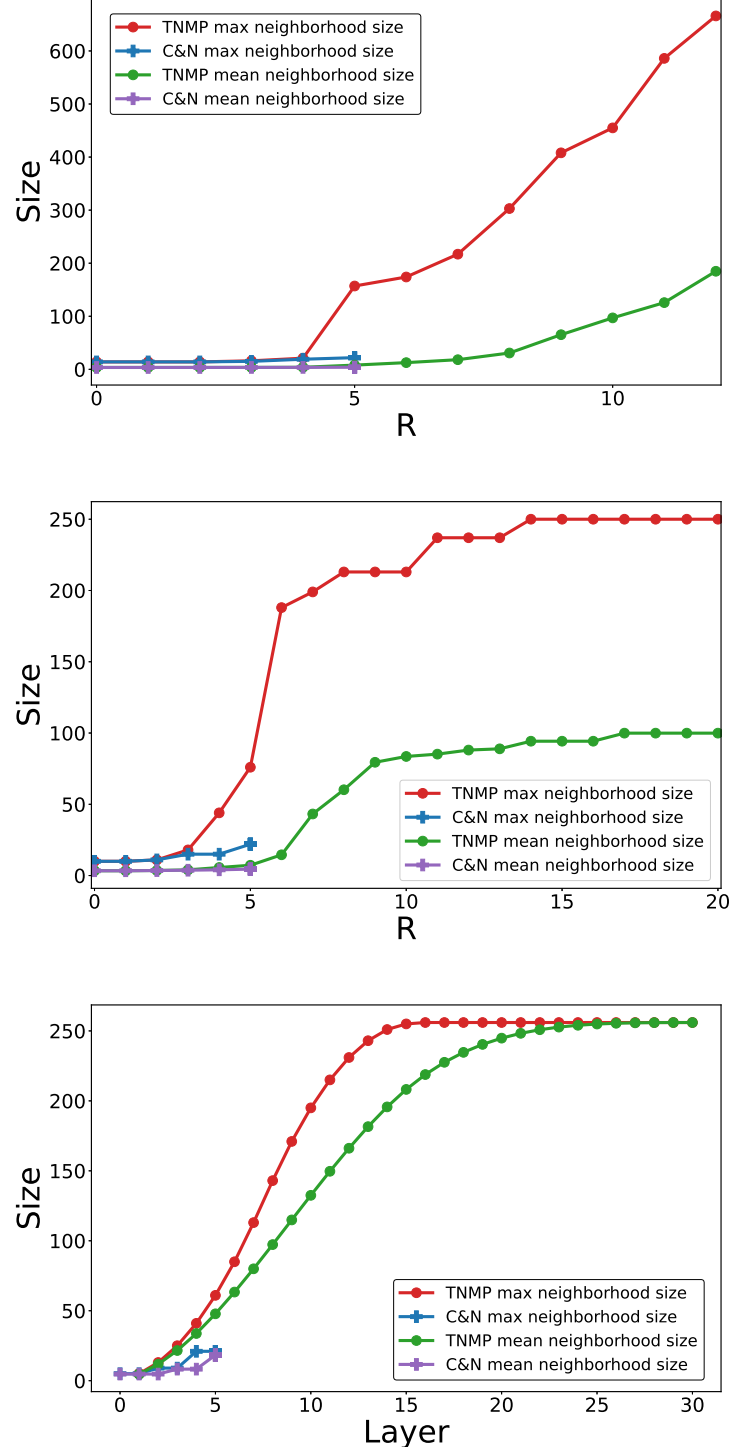 TNMP max neighborhood size
C&N max neighborhood size
TNMP mean neighborhood size
C&N mean neighborhood size
600
500
400
300
200
100
0
Size
0 5 10
R
250
200
150
100
50
0
Size
TNMP max neighborhood size
C&N max neighborhood size
TNMP mean neighborhood size
C&N mean neighborhood size
0 5 10 15 20
R
250
200
150
100
50
0
Size
TNMP max neighborhood size
C&N max neighborhood size
TNMP mean neighborhood size
C&N mean neighborhood size
0 5 10 15 20 25 30
Layer